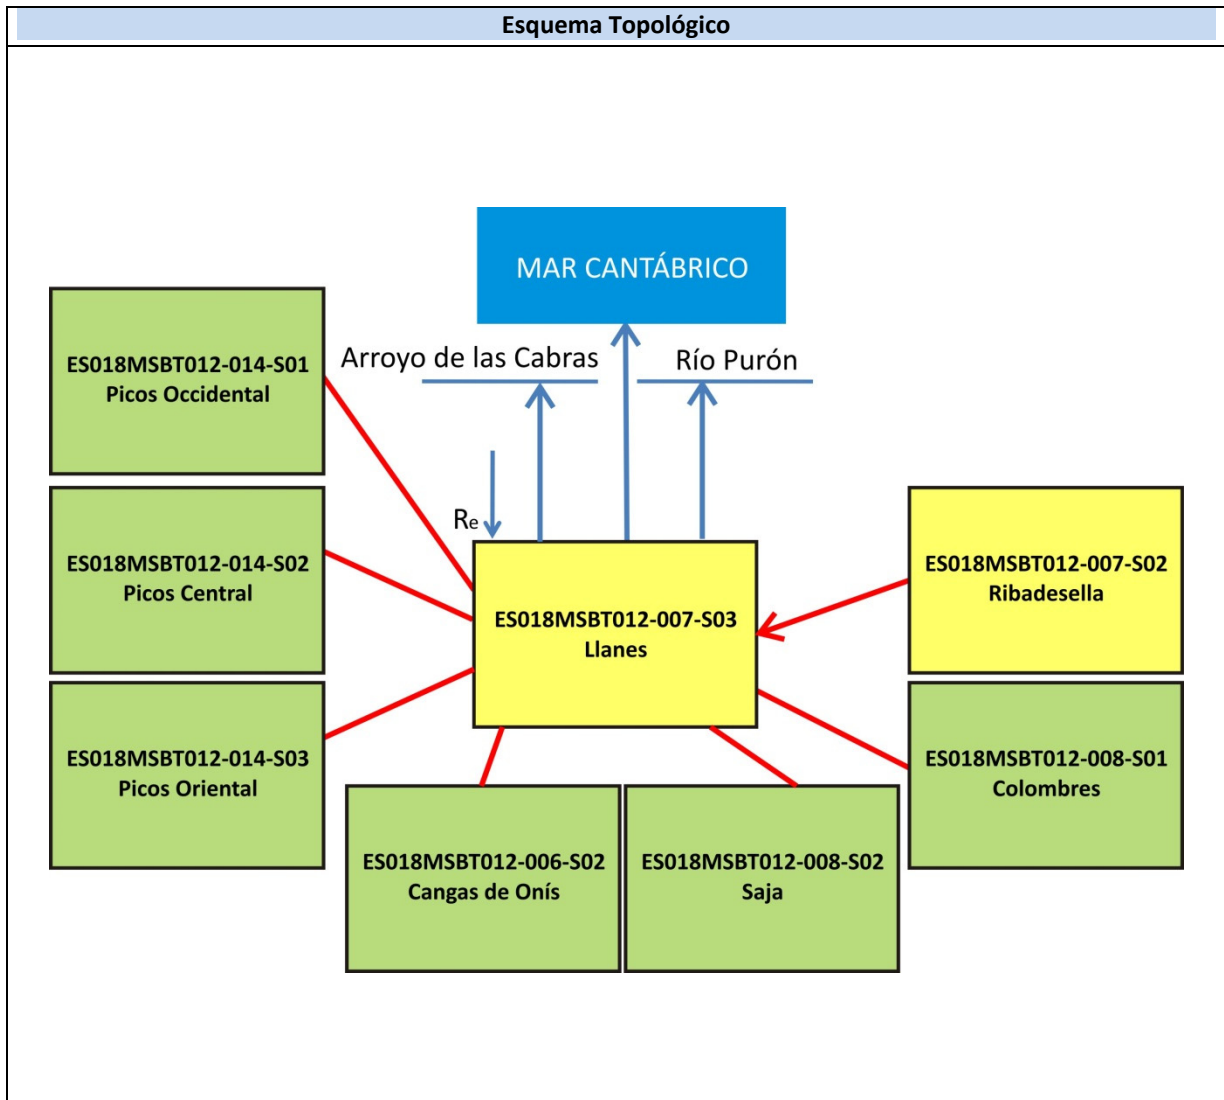 Esquema Topológico
MAR CANTÁBRICO
Arroyo de las Cabras
Río Purón
Re
ES018MSBT012-014-S01
Picos Occidental
ES018MSBT012-014-S02
Picos Central
ES018MSBT012-014-S03
Picos Oriental
ES018MSBT012-007-S03
Llanes
ES018MSBT012-007-S02
Ribadesella
ES018MSBT012-008-S01
Colombres
ES018MSBT012-006-S02
Cangas de Onís
ES018MSBT012-008-S02
Saja